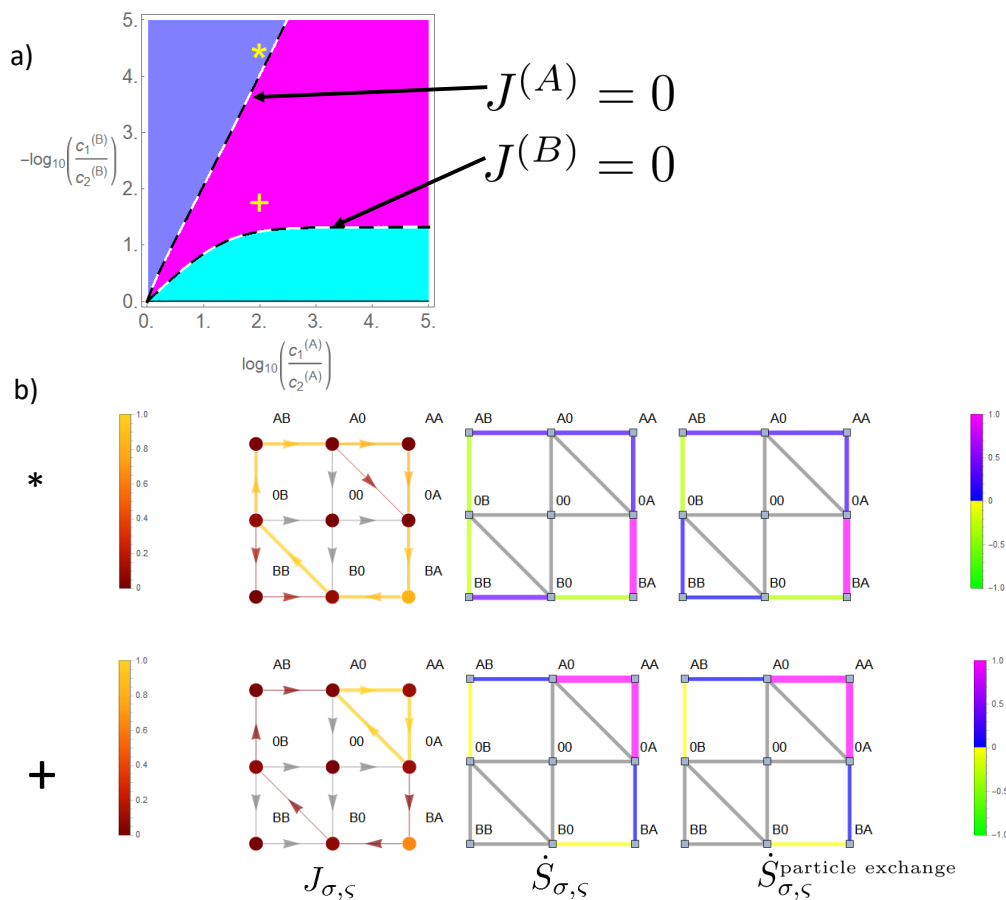 a)
5.
4.
3.
2.
1.
0.
0. 1. 2. 3. 4. 5.
-log10(c1(B)/c2(B))
log10(c1(A)/c2(A))
*
+
J(A) = 0
J(B) = 0
b)
*
1.0
0.8
0.6
0.4
0.2
0
AB A0 AA
0B 00 0A
BB B0 BA
AB A0 AA
0B 00 0A
BB B0 BA
AB A0 AA
0B 00 0A
BB B0 BA
1.0
0.5
0
-0.5
-1.0
+
1.0
0.8
0.6
0.4
0.2
0
AB A0 AA
0B 00 0A
BB B0 BA
AB A0 AA
0B 00 0A
BB B0 BA
AB A0 AA
0B 00 0A
BB B0 BA
1.0
0.5
0
-0.5
-1.0
Jσ,ς
Ṡσ,ς
Ṡσ,ς particle exchange